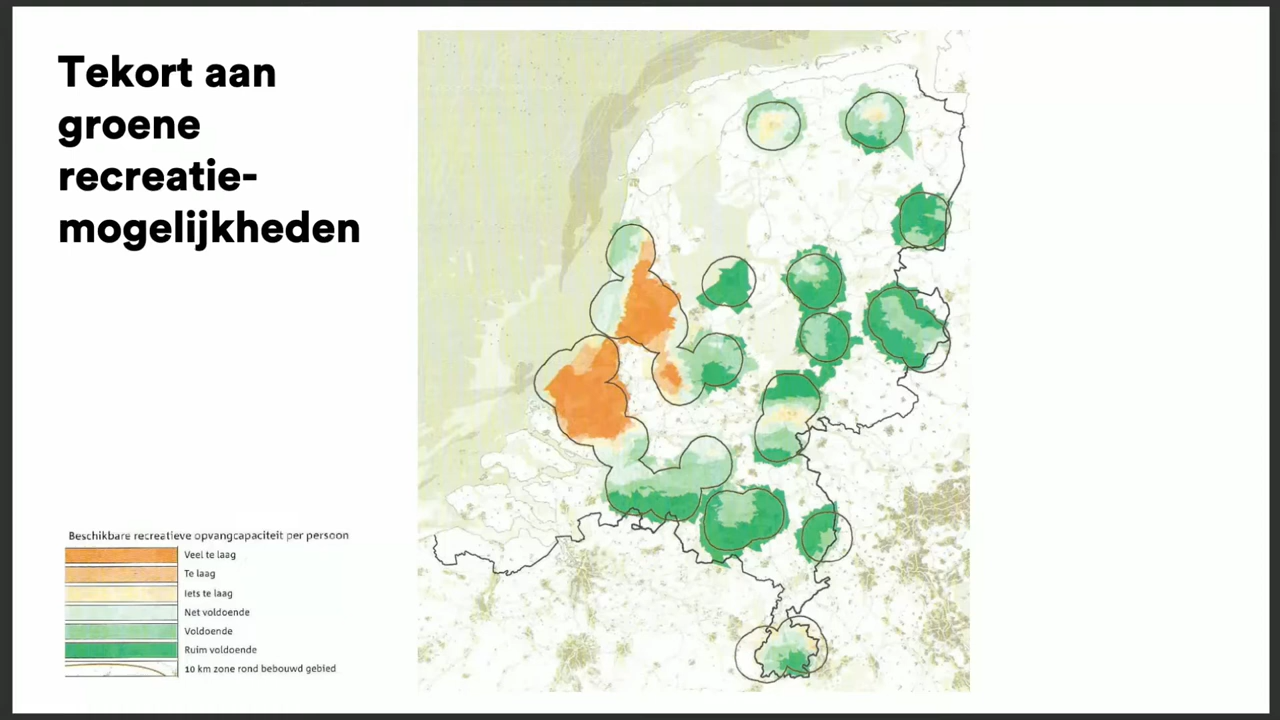 Tekort aan
groene
recreatie-
mogelijkheden
Beschikbare recreatieve opvangcapaciteit per persoon
Veel te laag
Te laag
Iets te laag
Net voldoende
Voldoende
Ruim voldoende
10 km zone rond bebouwd gebied